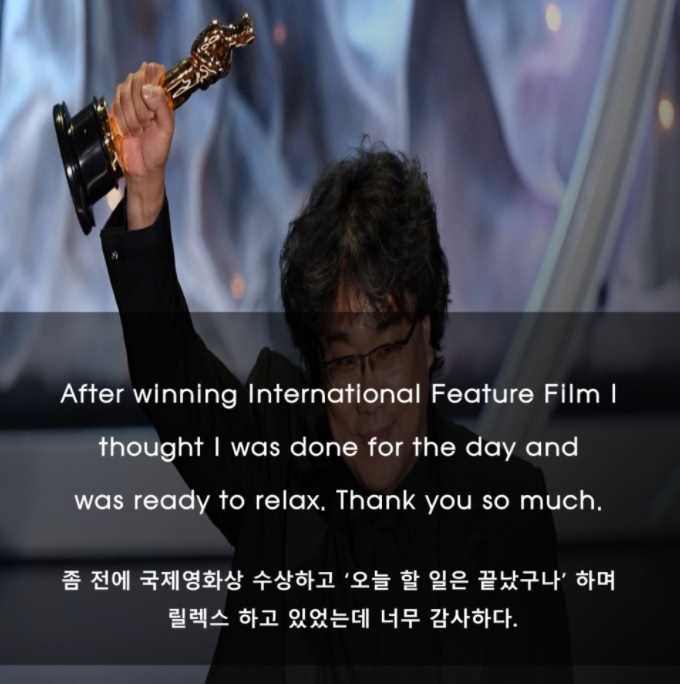 After winning International Feature Film I
thought I was done for the day and
was ready to relax. Thank you so much.
좀 전에 국제영화상 수상하고 ‘오늘 할 일은 끝났구나’ 하며
릴렉스 하고 있었는데 너무 감사하다.